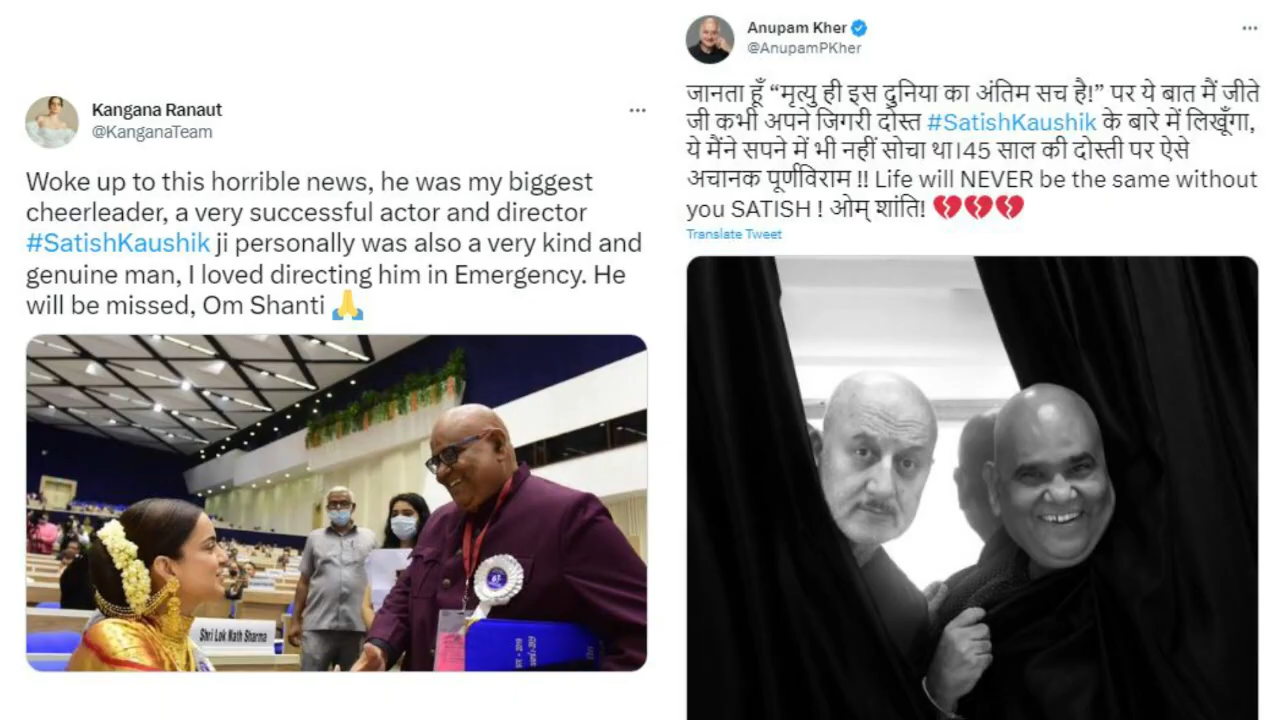 Kangana Ranaut
@KanganaTeam
Woke up to this horrible news, he was my biggest
cheerleader, a very successful actor and director
#SatishKaushik ji personally was also a very kind and
genuine man, I loved directing him in Emergency. He
will be missed, Om Shanti 🙏
Shri Lok Nath Sharma
Anupam Kher
@AnupamPKher
जानता हूँ “मृत्यु ही इस दुनिया का अंतिम सच है!” पर ये बात मैं जीते
जी कभी अपने जिगरी दोस्त #SatishKaushik के बारे में लिखूँगा,
ये मैंने सपने में भी नहीं सोचा था।45 साल की दोस्ती पर ऐसे
अचानक पूर्णविराम !! Life will NEVER be the same without
you SATISH ! ओम् शांति! 💔💔💔
Translate Tweet